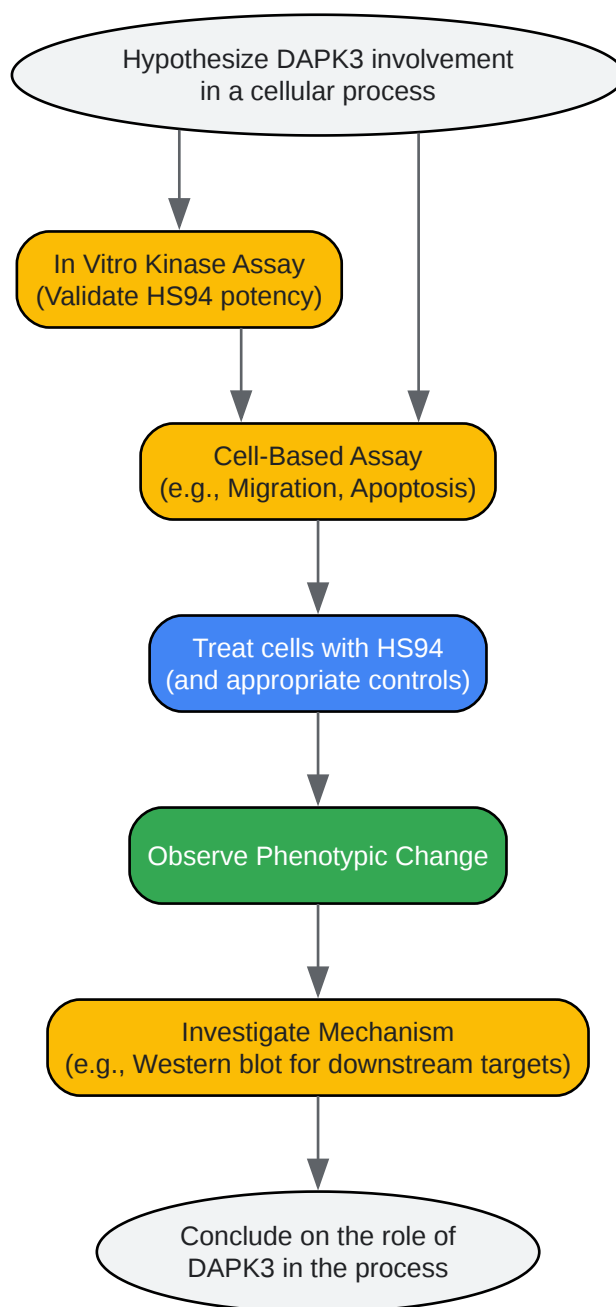 Hypothesize DAPK3 involvement
in a cellular process
In Vitro Kinase Assay
(Validate HS94 potency)
Cell-Based Assay
(e.g., Migration, Apoptosis)
Treat cells with HS94
(and appropriate controls)
Observe Phenotypic Change
Investigate Mechanism
(e.g., Western blot for downstream targets)
Conclude on the role of
DAPK3 in the process